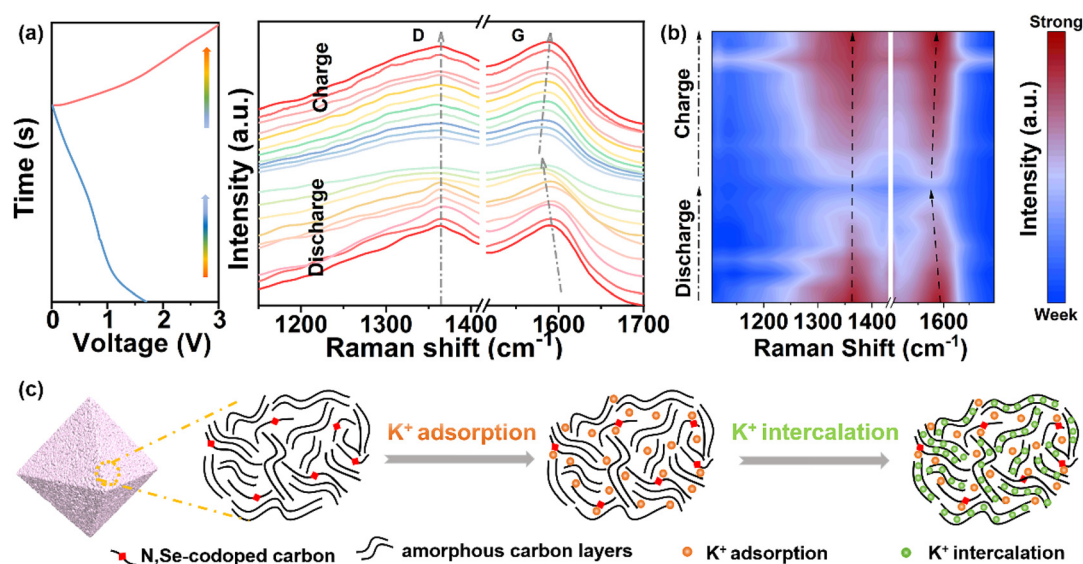 (a)
Time (s)
0 1 2 3
Voltage (V)
Intensity (a.u.)
Charge
Discharge
D
G
1150 1200 1300 1400 1600 1700
Raman shift (cm⁻¹)
(b)
Charge
Discharge
1200 1300 1400 1600
Raman Shift (cm⁻¹)
Strong
Intensity (a.u.)
Week
(c)
K⁺ adsorption
K⁺ intercalation
N,Se-codoped carbon
amorphous carbon layers
K⁺ adsorption
K⁺ intercalation